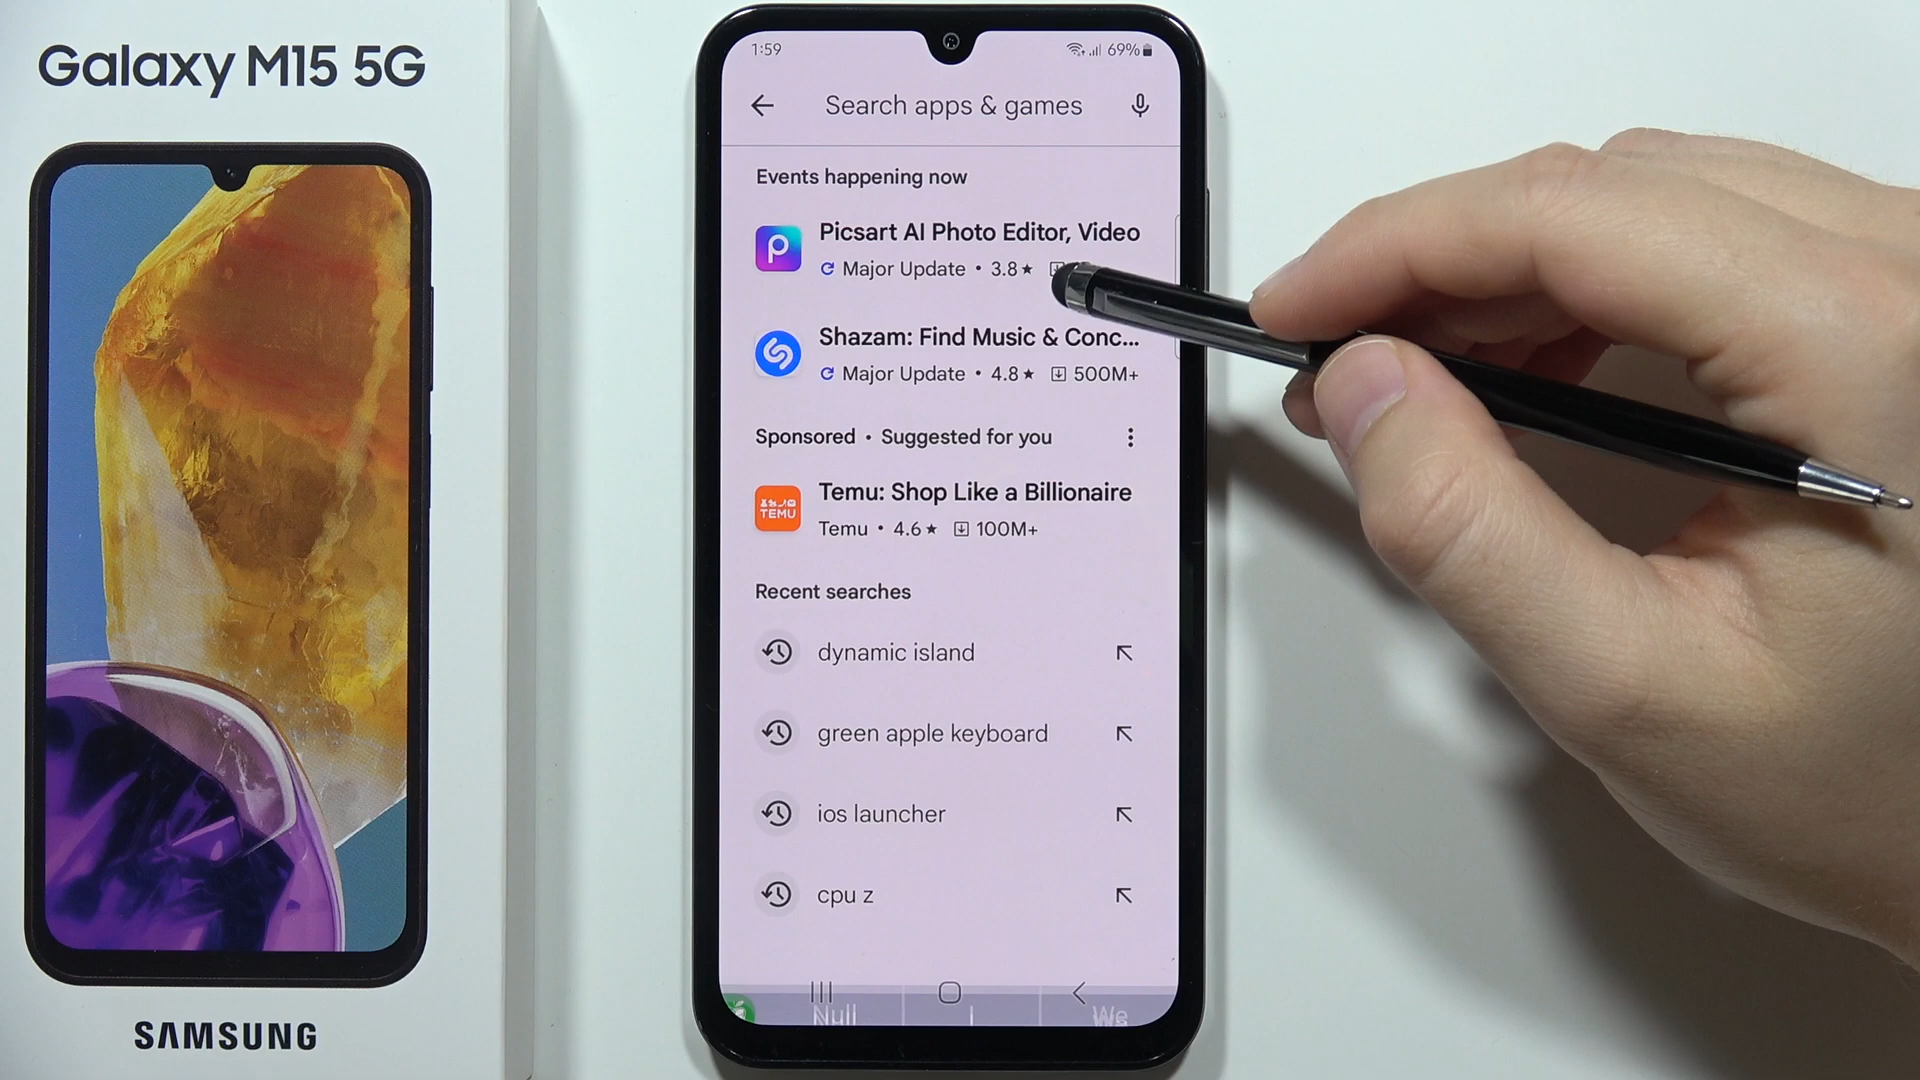 Galaxy M15 5G
SAMSUNG
1:59
69%
Search apps & games
Events happening now
Picsart AI Photo Editor, Video
Major Update • 3.8★
Shazam: Find Music & Conc...
Major Update • 4.8★ 500M+
Sponsored • Suggested for you
TEMU
Temu: Shop Like a Billionaire
Temu • 4.6★ 100M+
Recent searches
dynamic island
green apple keyboard
ios launcher
cpu z
Null I We